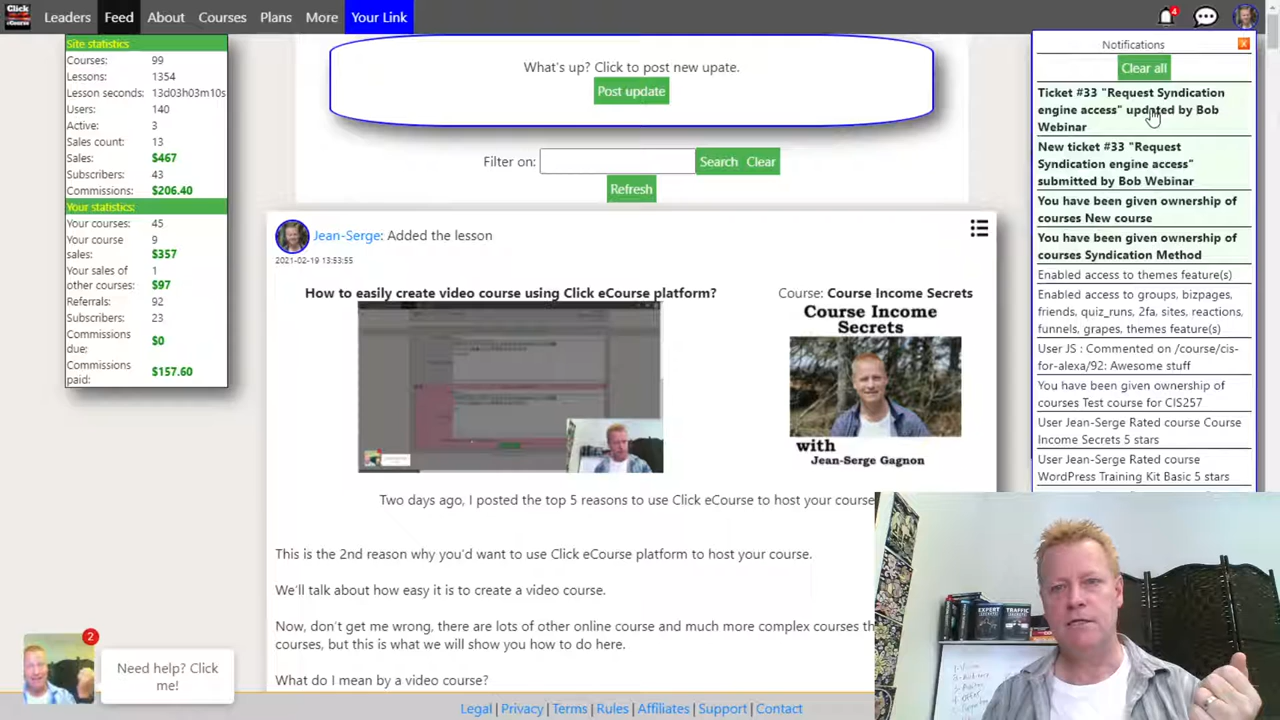 Click
eCourse
Leaders Feed About Courses Plans More Your Link
4
Site statistics
Courses: 99
Lessons: 1354
Lesson seconds: 13d03h03m10s
Users: 140
Active: 3
Sales count: 13
Sales: $467
Subscribers: 43
Commissions: $206.40
Your statistics:
Your courses: 45
Your course sales: 9
$357
Your sales of other courses: 1
$97
Referrals: 92
Subscribers: 23
Commissions due: $0
Commissions paid: $157.60
What's up? Click to post new upate.
Post update
Filter on: Search Clear
Refresh
Jean-Serge: Added the lesson
2021-02-19 13:53:55
How to easily create video course using Click eCourse platform?
Course: Course Income Secrets
Course Income
Secrets
with
Jean-Serge Gagnon
Two days ago, I posted the top 5 reasons to use Click eCourse to host your course
This is the 2nd reason why you'd want to use Click eCourse platform to host your course.
We'll talk about how easy it is to create a video course.
Now, don't get me wrong, there are lots of other online course and much more complex courses th
courses, but this is what we will show you how to do here.
What do I mean by a video course?
Notifications
Clear all
Ticket #33 "Request Syndication
engine access" updated by Bob
Webinar
New ticket #33 "Request
Syndication engine access"
submitted by Bob Webinar
You have been given ownership of
courses New course
You have been given ownership of
courses Syndication Method
Enabled access to themes feature(s)
Enabled access to groups, bizpages,
friends, quiz_runs, 2fa, sites, reactions,
funnels, grapes, themes feature(s)
User JS : Commented on /course/cis-
for-alexa/92: Awesome stuff
You have been given ownership of
courses Test course for CIS257
User Jean-Serge Rated course Course
Income Secrets 5 stars
User Jean-Serge Rated course
WordPress Training Kit Basic 5 stars
EXPERT
SECRETS
TRAFFIC
SECRETS
2
Need help? Click
me!
Legal | Privacy | Terms | Rules | Affiliates | Support | Contact